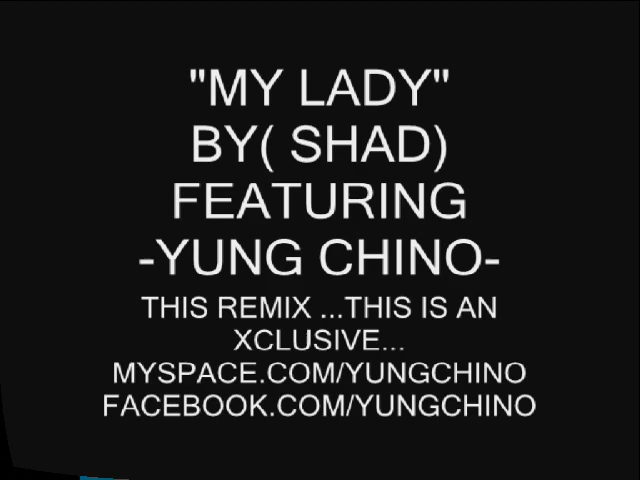 "MY LADY"
BY( SHAD)
FEATURING
-YUNG CHINO-
THIS REMIX ...THIS IS AN
XCLUSIVE...
MYSPACE.COM/YUNGCHINO
FACEBOOK.COM/YUNGCHINO